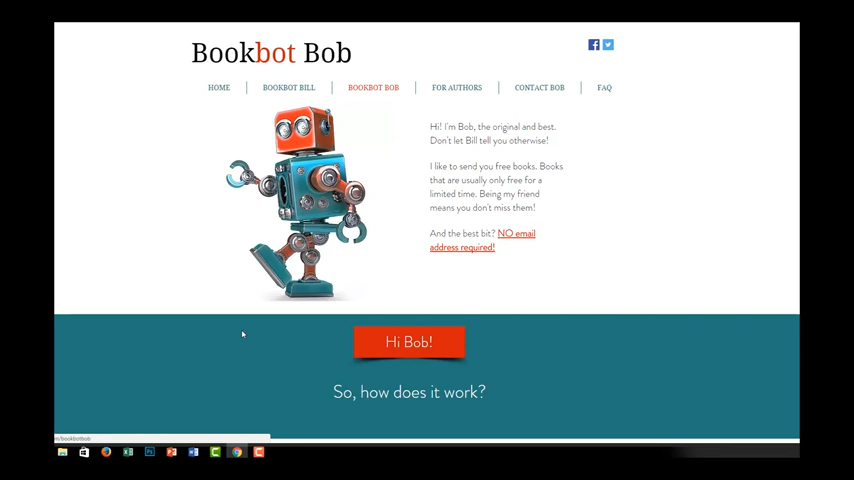 Bookbot Bob
HOME
BOOKBOT BILL
BOOKBOT BOB
FOR AUTHORS
CONTACT BOB
FAQ
Hi! I'm Bob, the original and best.
Don't let Bill tell you otherwise!
I like to send you free books. Books
that are usually only free for a
limited time. Being my friend
means you don't miss them!
And the best bit? NO email
address required!
Hi Bob!
So, how does it work?
m/bookbotbob